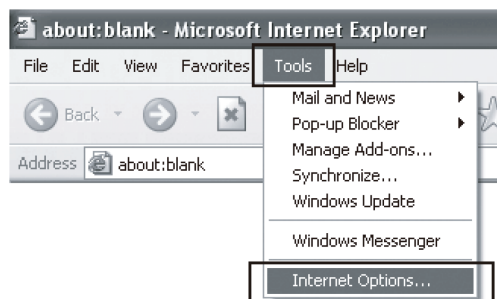 about:blank - Microsoft Internet Explorer
File Edit View Favorites Tools Help
Back
Address about:blank
Mail and News
Pop-up Blocker
Manage Add-ons...
Synchronize...
Windows Update
Windows Messenger
Internet Options...